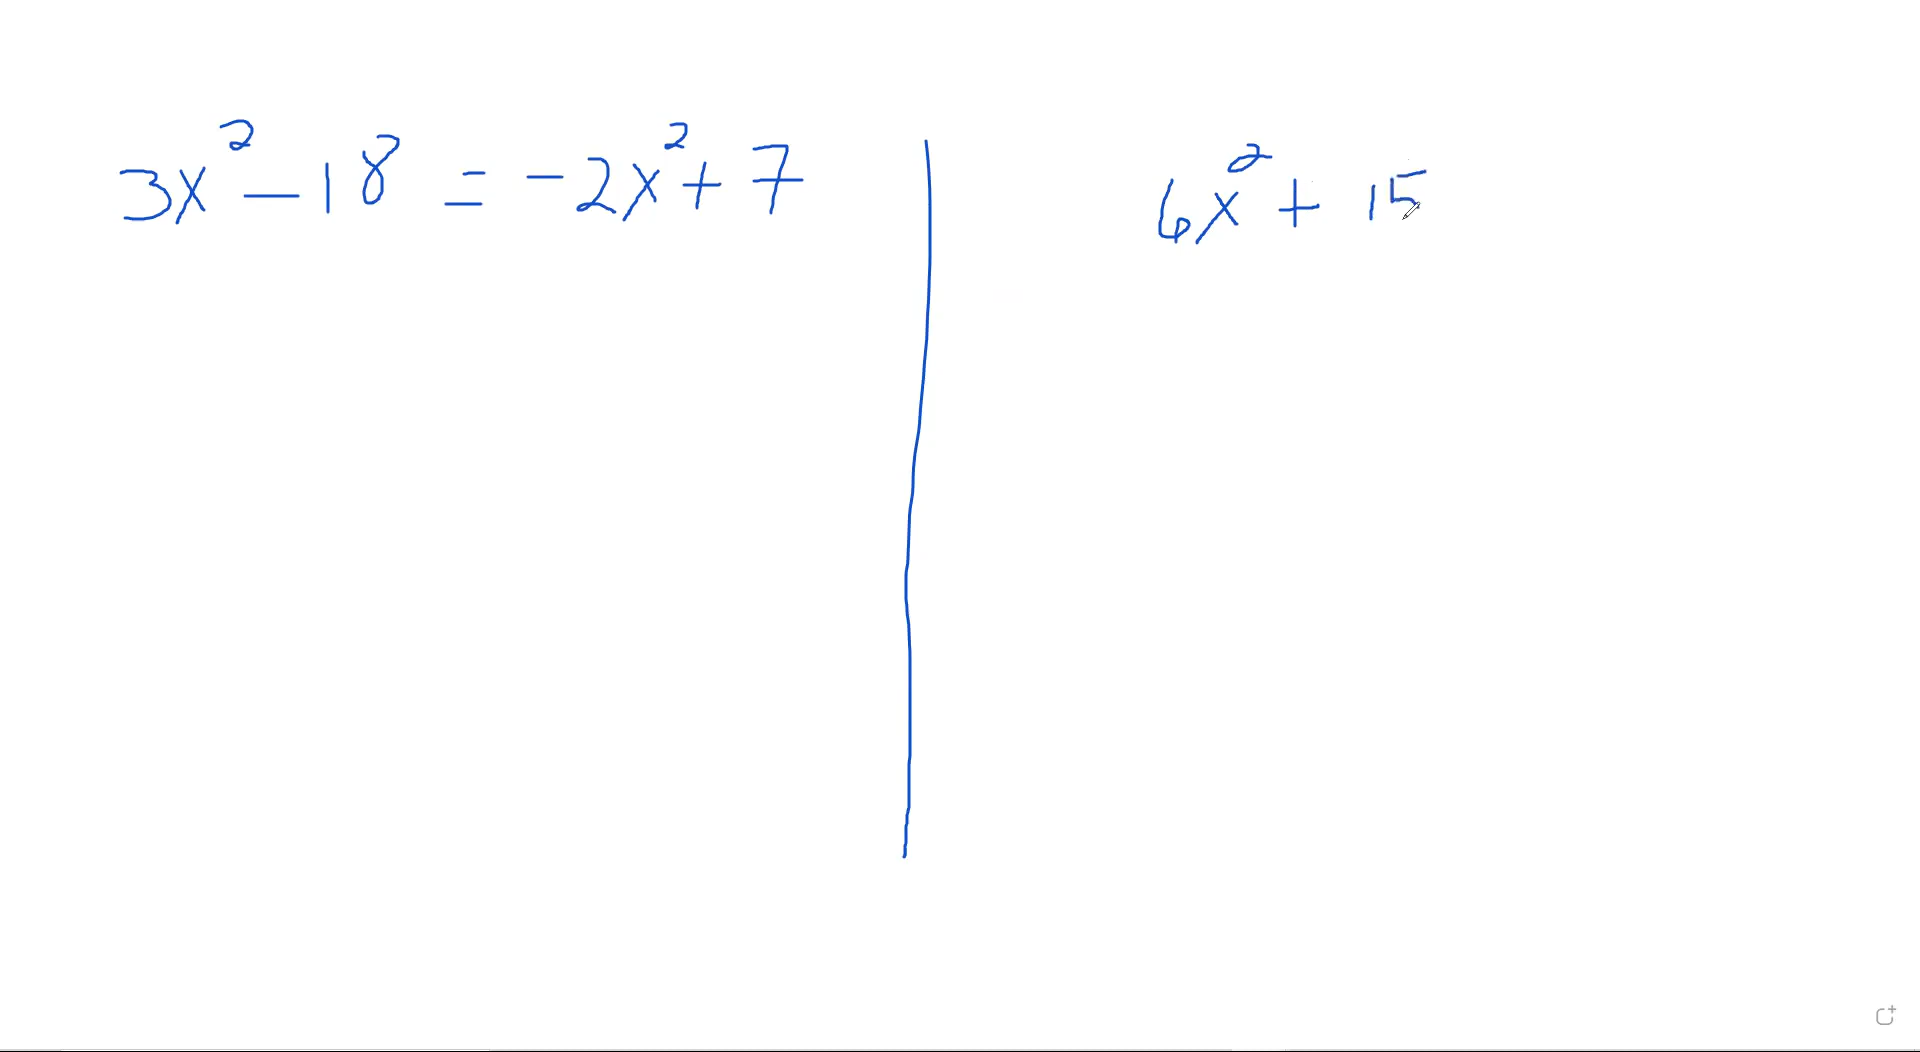 3x² - 18 = -2x² + 7
6x² + 15